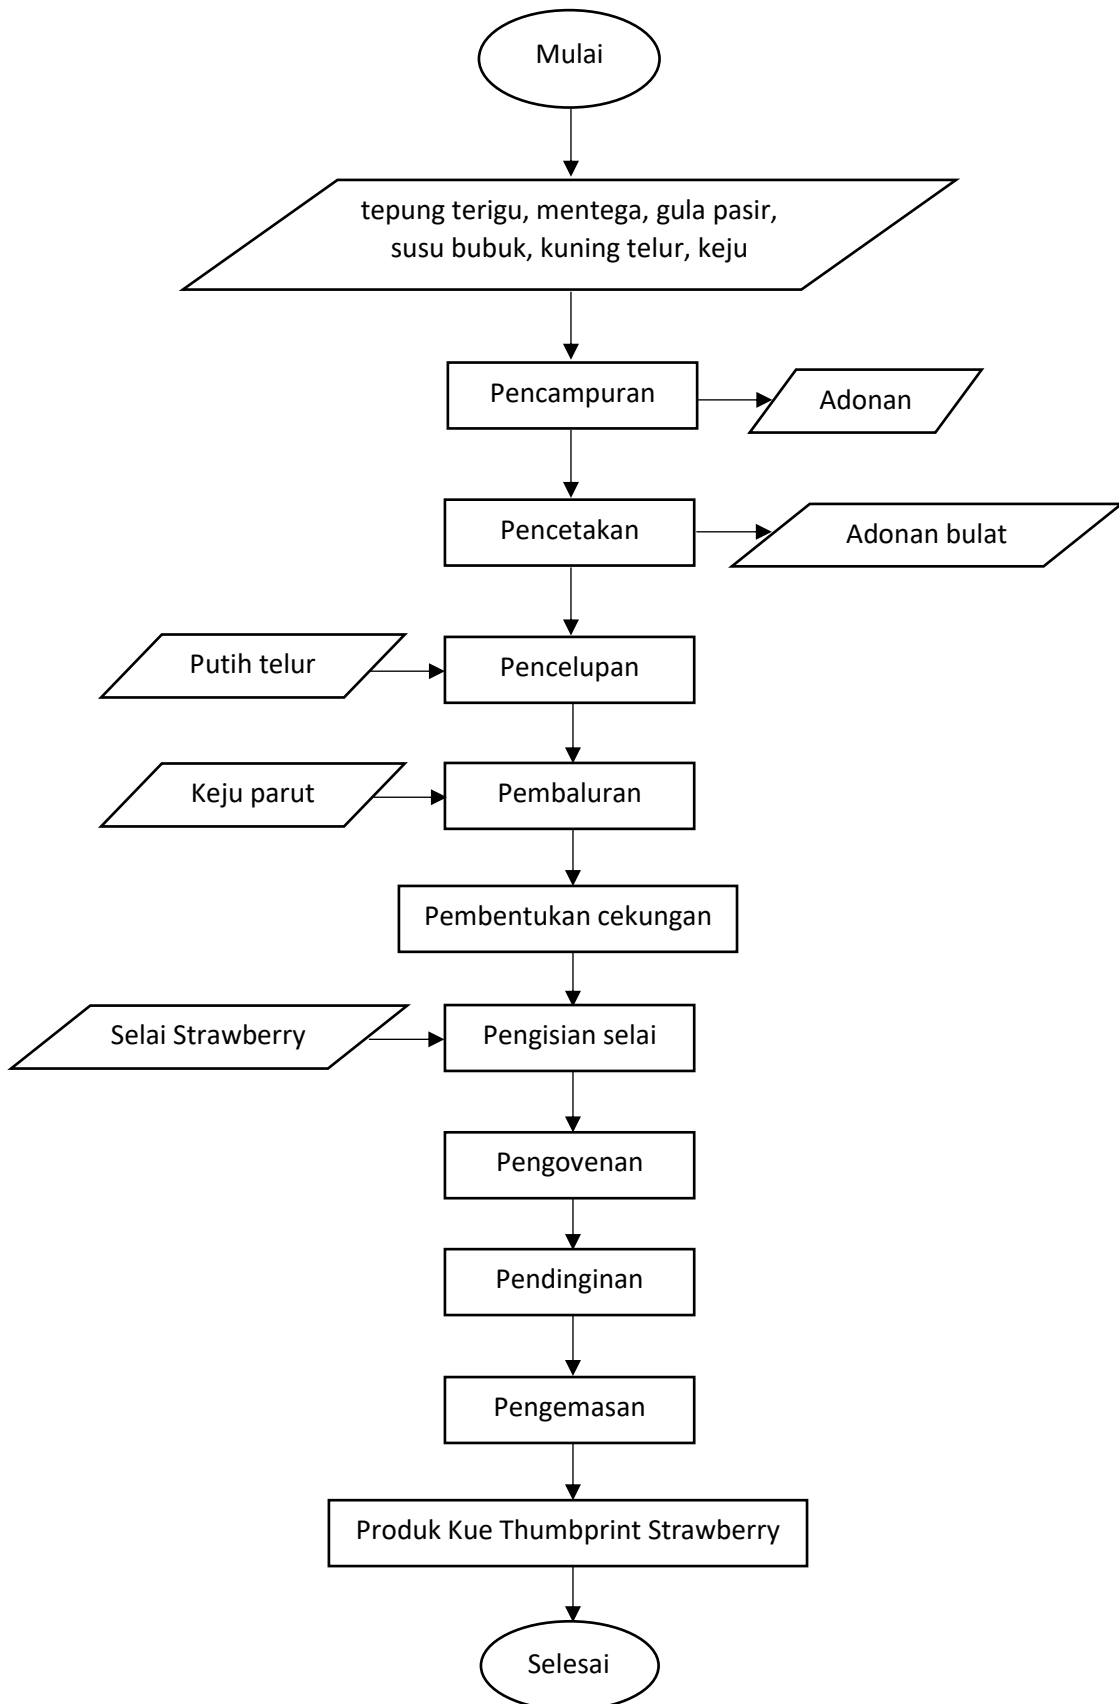 Mulai
tepung terigu, mentega, gula pasir,
susu bubuk, kuning telur, keju
Pencampuran
Adonan
Pencetakan
Adonan bulat
Putih telur
Pencelupan
Keju parut
Pembaluran
Pembentukan cekungan
Selai Strawberry
Pengisian selai
Pengovenan
Pendinginan
Pengemasan
Produk Kue Thumbprint Strawberry
Selesai